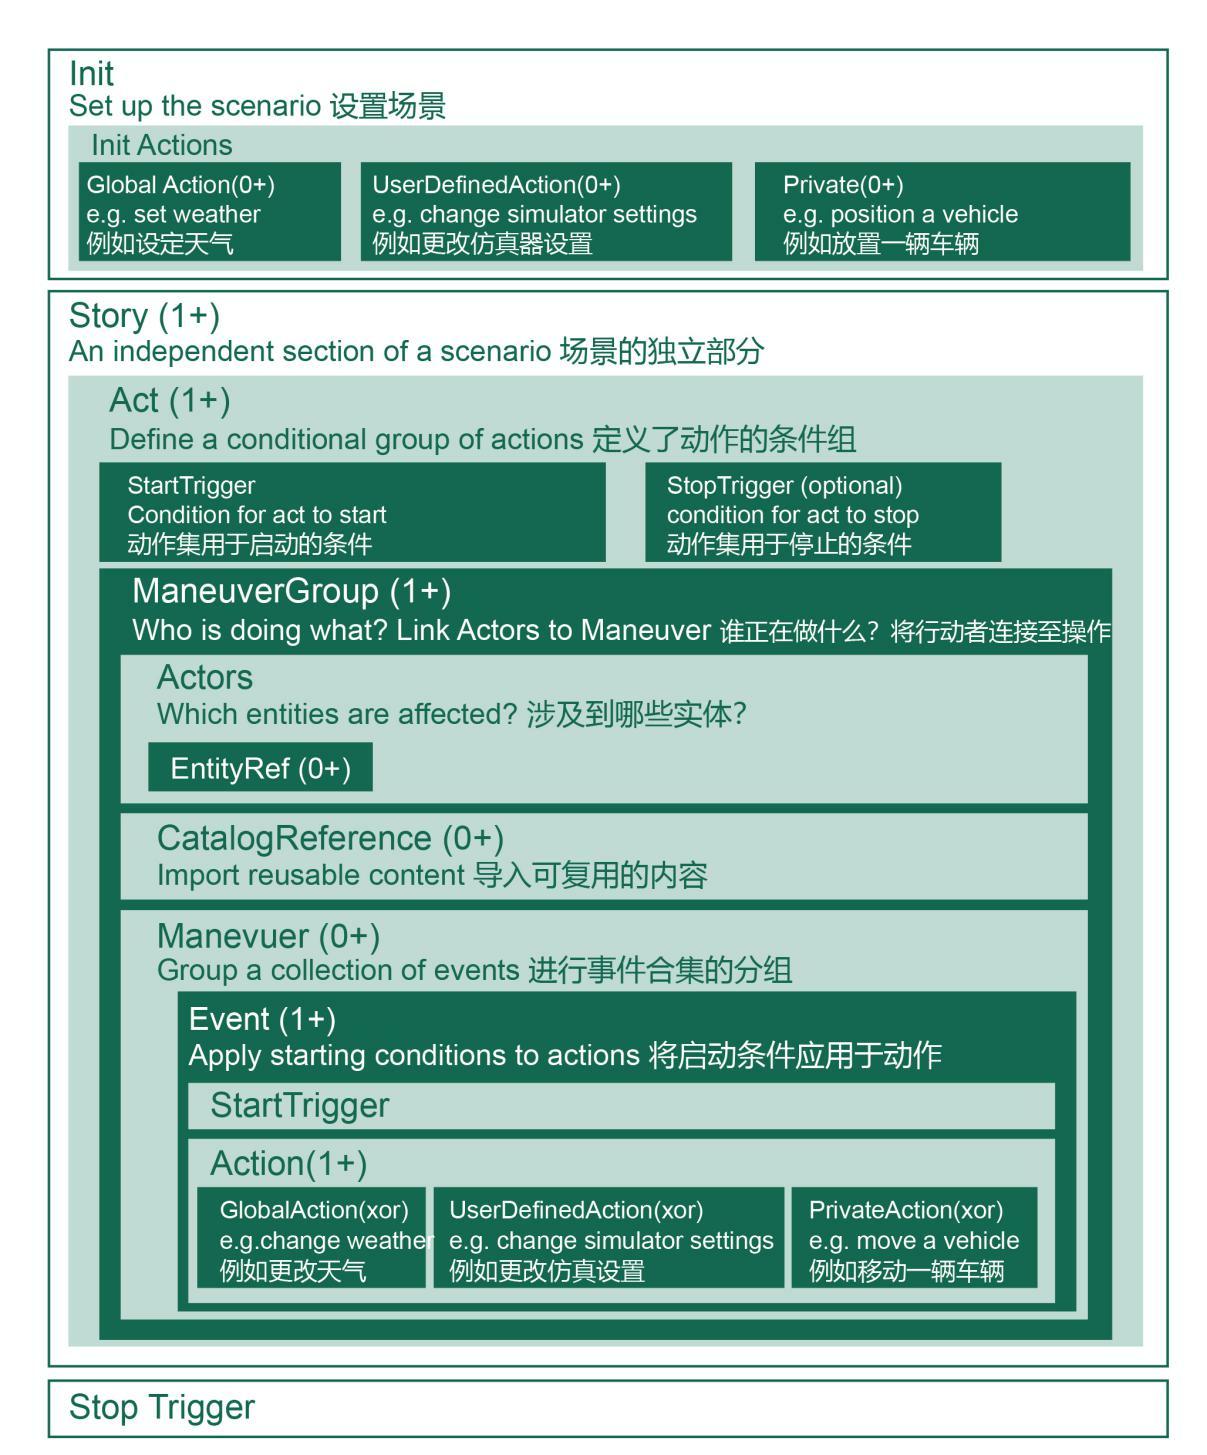 Init
Set up the scenario 设置场景
Init Actions
Global Action(0+)
e.g. set weather
例如设定天气
UserDefinedAction(0+)
e.g. change simulator settings
例如更改仿真器设置
Private(0+)
e.g. position a vehicle
例如放置一辆车辆
Story (1+)
An independent section of a scenario 场景的独立部分
Act (1+)
Define a conditional group of actions 定义了动作的条件组
StartTrigger
Condition for act to start
动作集用于启动的条件
StopTrigger (optional)
condition for act to stop
动作集用于停止的条件
ManeuverGroup (1+)
Who is doing what? Link Actors to Maneuver 谁正在做什么？将行动者连接至操作
Actors
Which entities are affected? 涉及到哪些实体？
EntityRef (0+)
CatalogReference (0+)
Import reusable content 导入可复用的内容
Manevuer (0+)
Group a collection of events 进行事件合集的分组
Event (1+)
Apply starting conditions to actions 将启动条件应用于动作
StartTrigger
Action(1+)
GlobalAction(xor)
e.g.change weather
例如更改天气
UserDefinedAction(xor)
e.g. change simulator settings
例如更改仿真设置
PrivateAction(xor)
e.g. move a vehicle
例如移动一辆车辆
Stop Trigger